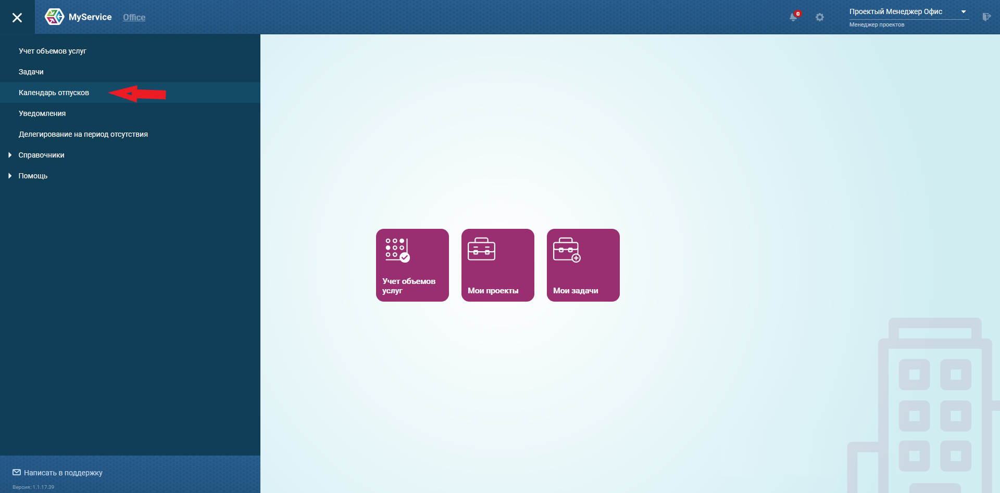 MyService Office
0
Проектый Менеджер Офис
Менеджер проектов
Учет объемов услуг
Задачи
Календарь отпусков
Уведомления
Делегирование на период отсутствия
Справочники
Помощь
Учет объемов
услуг
Мои проекты
Мои задачи
Написать в поддержку
Версия: 1.1.17.39